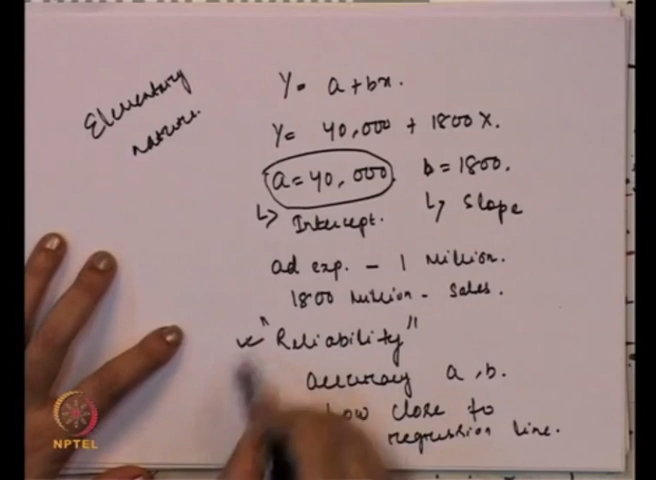 Elementary
nature.
Y = a + bx.
Y = 40,000 + 1800 X.
a = 40,000 b = 1800.
↳ Intercept. ↳ Slope
ad exp. - 1 Million.
1800 Million - Sales.
"Reliability"
accuracy a, b.
how close to
regression line.
NPTEL